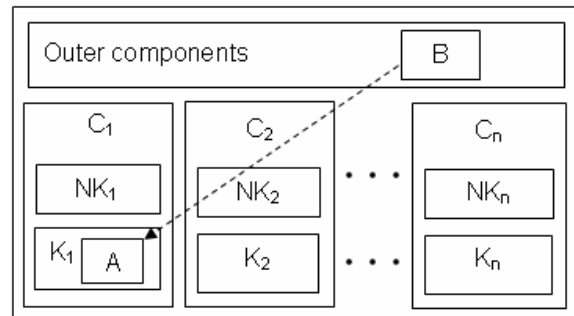 Outer components
B
C₁
C₂
Cₙ
NK₁
NK₂
. . .
NKₙ
K₁
A
K₂
. . .
Kₙ